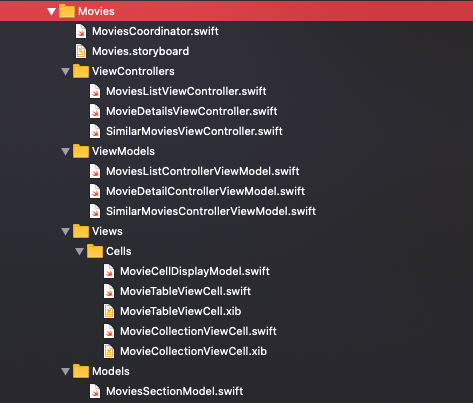 Movies
MoviesCoordinator.swift
Movies.storyboard
ViewControllers
MoviesListViewController.swift
MovieDetailsViewController.swift
SimilarMoviesViewController.swift
ViewModels
MoviesListControllerViewModel.swift
MovieDetailControllerViewModel.swift
SimilarMoviesControllerViewModel.swift
Views
Cells
MovieCellDisplayModel.swift
MovieTableViewCell.swift
MovieTableViewCell.xib
MovieCollectionViewCell.swift
MovieCollectionViewCell.xib
Models
MoviesSectionModel.swift